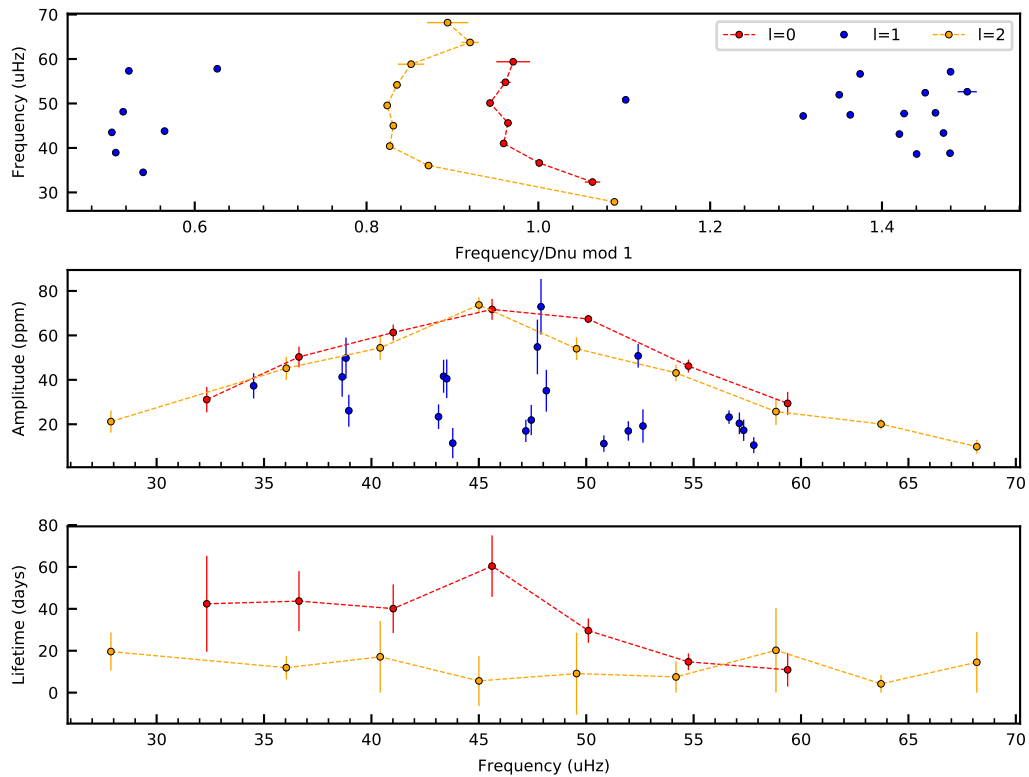 70
60
50
40
30
Frequency (uHz)
l=0 l=1 l=2
0.6 0.8 1.0 1.2 1.4
Frequency/Dnu mod 1
80
60
40
20
Amplitude (ppm)
30 35 40 45 50 55 60 65 70
80
60
40
20
0
Lifetime (days)
30 35 40 45 50 55 60 65 70
Frequency (uHz)